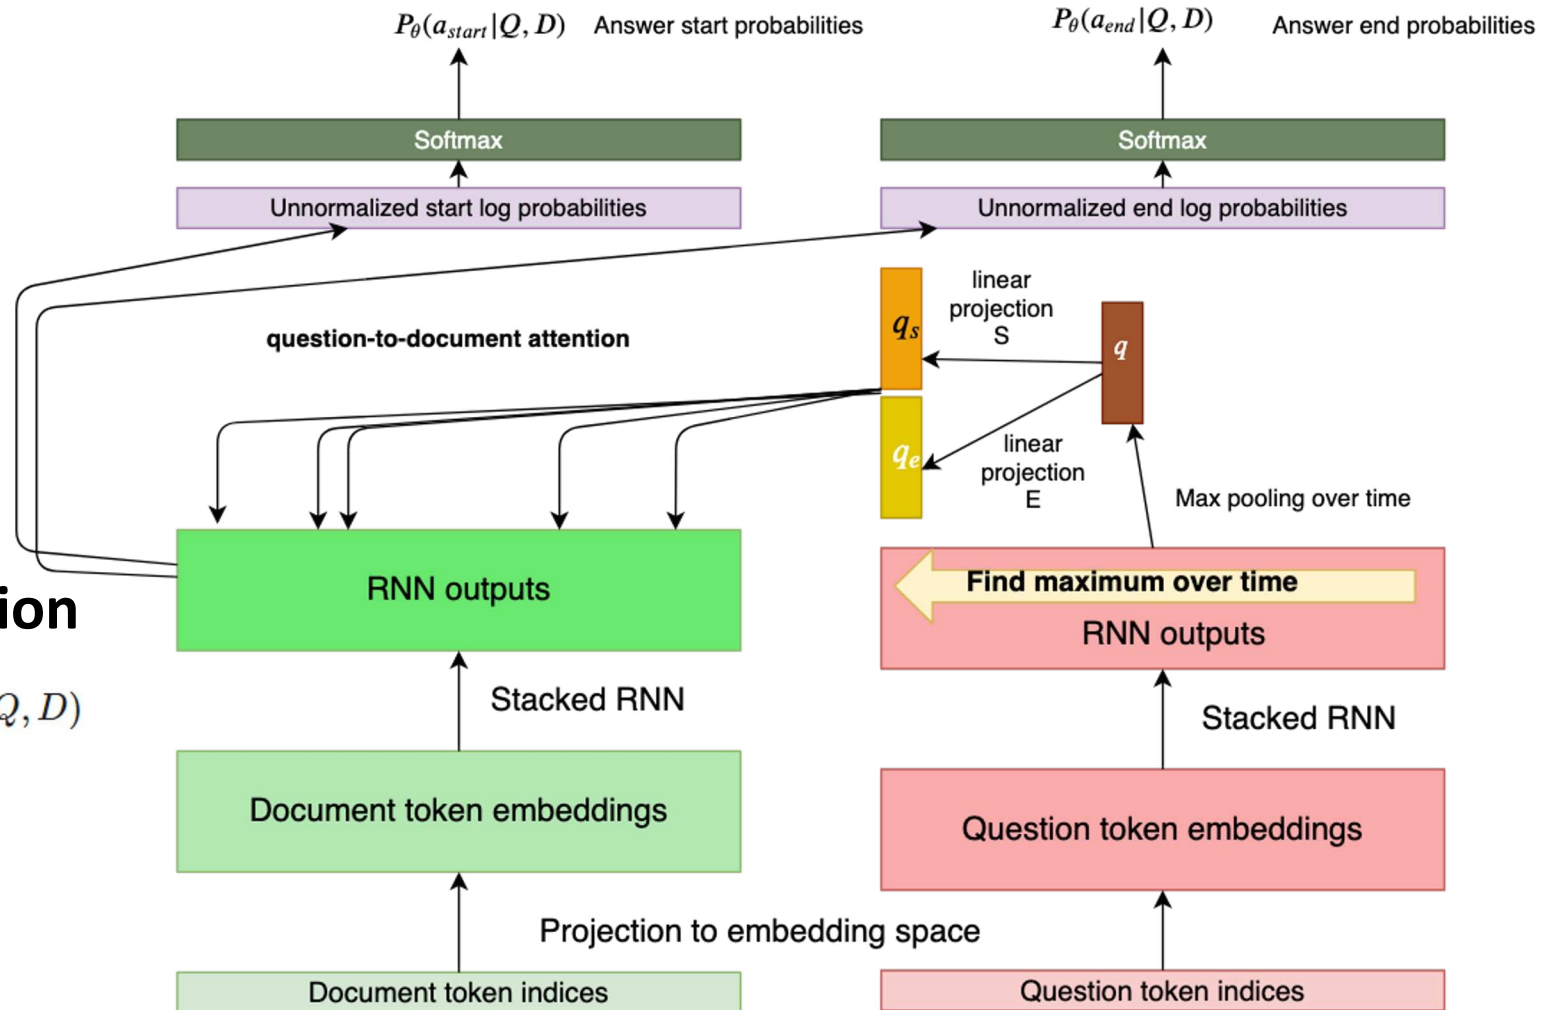 P_θ(a_start|Q, D) Answer start probabilities
P_θ(a_end|Q, D) Answer end probabilities
Softmax
Softmax
Unnormalized start log probabilities
Unnormalized end log probabilities
linear
projection
S
q_s
q
question-to-document attention
q_e
linear
projection
E
Max pooling over time
RNN outputs
Find maximum over time
RNN outputs
ion
Q, D)
Stacked RNN
Stacked RNN
Document token embeddings
Question token embeddings
Projection to embedding space
Document token indices
Question token indices